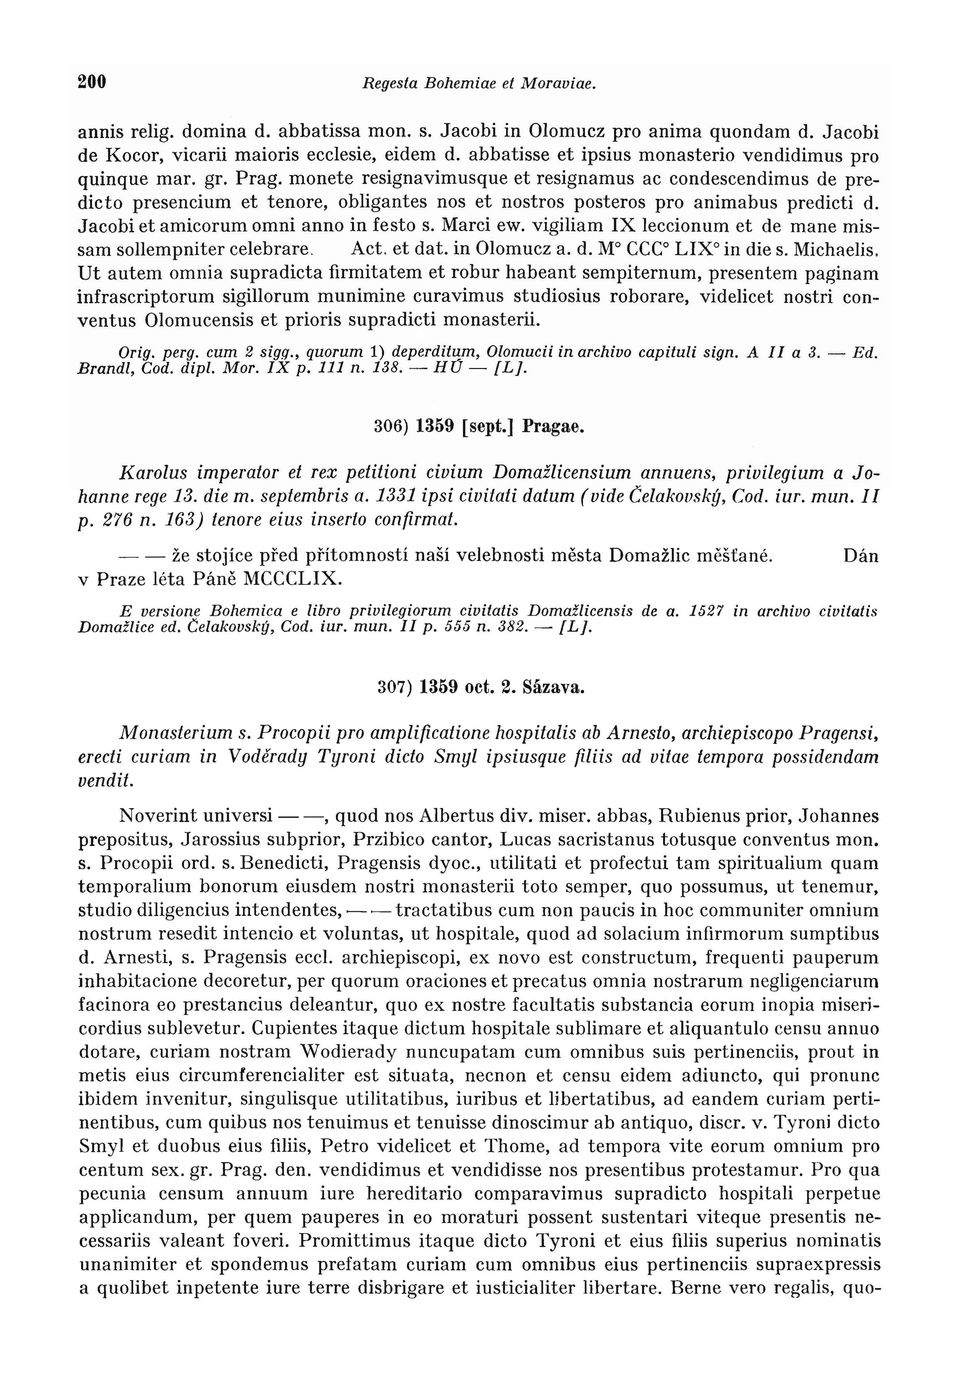 200 Regesta Bohemiae et Moraviae.
annis relig. domina d. abbatissa mon. s. Jacobi in Olomucz pro anima quondam d. Jacobi
de Kocor, vicarii maioris ecclesie, eidem d. abbatisse et ipsius monasterio vendidimus pro
quinque mar. gr. Prag. monete resignavimusque et resignamus ac condescendimus de pre-
dicto presencium et tenore, obligantes nos et nostros posteros pro animabus predicti d.
Jacobi et amicorum omni anno in festo s. Marci ew. vigiliam IX leccionum et de mane mis-
sam sollempniter celebrare. Act. et dat. in Olomucz a. d. M° CCC° LIX° in die s. Michaelis.
Ut autem omnia supradicta firmitatem et robur habeant sempiternum, presentem paginam
infrascriptorum sigillorum munimine curavimus studiosius roborare, videlicet nostri con-
ventus Olomucensis et prioris supradicti monasterii.
Orig. perg. cum 2 sigg., quorum 1) deperditum, Olomucii in archivo capituli sign. A II a 3. — Ed.
Brandl, Cod. dipl. Mor. IX p. 111 n. 138. — HÚ — [L].
306) 1359 [sept.] Pragae.
Karolus imperator et rex petitioni civium Domažlicensium annuens, privilegium a Jo-
hanne rege 13. die m. septembris a. 1331 ipsi civitati datum (vide Čelakovský, Cod. iur. mun. II
p. 276 n. 163) tenore eius inserto confirmat.
— — že stojíce před přítomností naší velebnosti města Domažlic měšťané. Dán
v Praze léta Páně MCCCLIX.
E versione Bohemica e libro privilegiorum civitatis Domažlicensis de a. 1527 in archivo civitatis
Domažlice ed. Čelakovský, Cod. iur. mun. II p. 555 n. 382. — [L].
307) 1359 oct. 2. Sázava.
Monasterium s. Procopii pro amplificatione hospitalis ab Arnesto, archiepiscopo Pragensi,
erecti curiam in Voděrady Tyroni dicto Smyl ipsiusque filiis ad vitae tempora possidendam
vendit.
Noverint universi — —, quod nos Albertus div. miser. abbas, Rubienus prior, Johannes
prepositus, Jarossius subprior, Przibico cantor, Lucas sacristanus totusque conventus mon.
s. Procopii ord. s. Benedicti, Pragensis dyoc., utilitati et profectui tam spiritualium quam
temporalium bonorum eiusdem nostri monasterii toto semper, quo possumus, ut tenemur,
studio diligencius intendentes, — — tractatibus cum non paucis in hoc communiter omnium
nostrum resedit intencio et voluntas, ut hospitale, quod ad solacium infirmorum sumptibus
d. Arnesti, s. Pragensis eccl. archiepiscopi, ex novo est constructum, frequenti pauperum
inhabitacione decoretur, per quorum oraciones et precatus omnia nostrarum negligenciarum
facinora eo prestancius deleantur, quo ex nostre facultatis substancia eorum inopia miseri-
cordius sublevetur. Cupientes itaque dictum hospitale sublimare et aliquantulo censu annuo
dotare, curiam nostram Wodierady nuncupatam cum omnibus suis pertinenciis, prout in
metis eius circumferencialiter est situata, necnon et censu eidem adiuncto, qui pronunc
ibidem invenitur, singulisque utilitatibus, iuribus et libertatibus, ad eandem curiam perti-
nentibus, cum quibus nos tenuimus et tenuisse dinoscimur ab antiquo, discr. v. Tyroni dicto
Smyl et duobus eius filiis, Petro videlicet et Thome, ad tempora vite eorum omnium pro
centum sex. gr. Prag. den. vendidimus et vendidisse nos presentibus protestamur. Pro qua
pecunia censum annuum iure hereditario comparavimus supradicto hospitali perpetue
applicandum, per quem pauperes in eo moraturi possent sustentari viteque presentis ne-
cessariis valeant foveri. Promittimus itaque dicto Tyroni et eius filiis superius nominatis
unanimiter et spondemus prefatam curiam cum omnibus eius pertinenciis supraexpressis
a quolibet inpetente iure terre disbrigare et iusticialiter libertare. Berne vero regalis, quo-